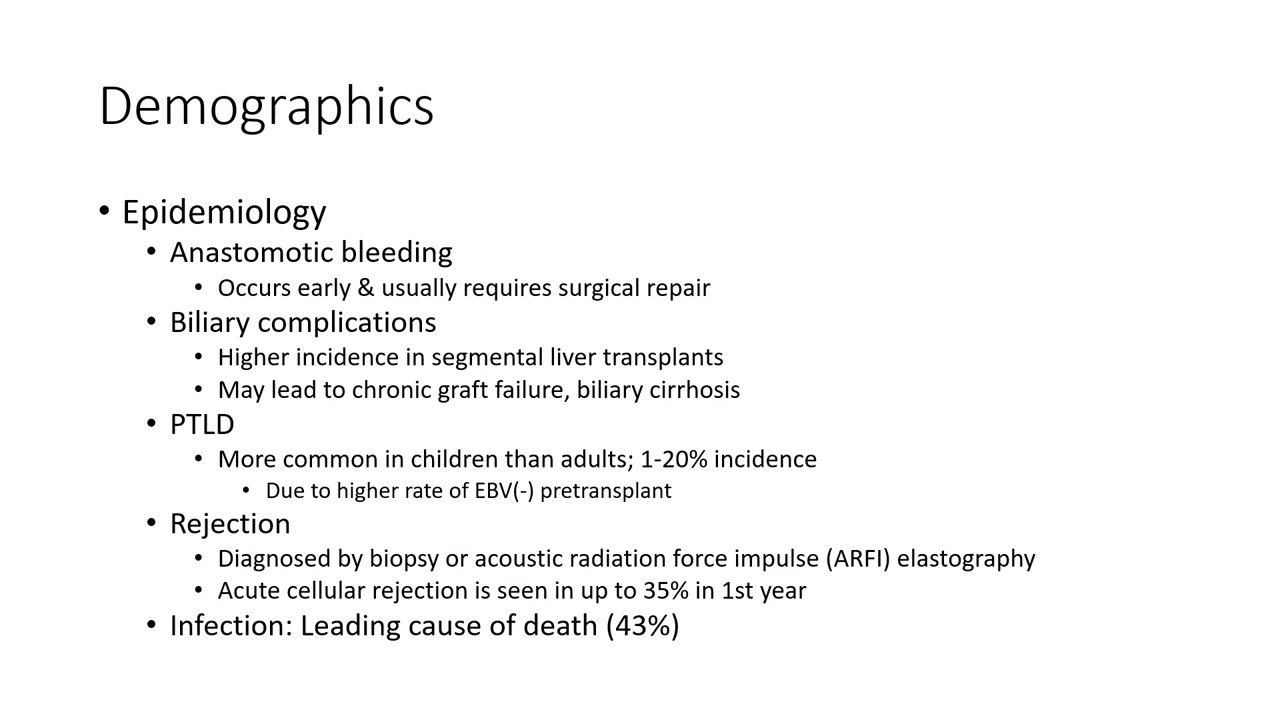 Demographics
• Epidemiology
• Anastomotic bleeding
• Occurs early & usually requires surgical repair
• Biliary complications
• Higher incidence in segmental liver transplants
• May lead to chronic graft failure, biliary cirrhosis
• PTLD
• More common in children than adults; 1-20% incidence
• Due to higher rate of EBV(-) pretransplant
• Rejection
• Diagnosed by biopsy or acoustic radiation force impulse (ARFI) elastography
• Acute cellular rejection is seen in up to 35% in 1st year
• Infection: Leading cause of death (43%)